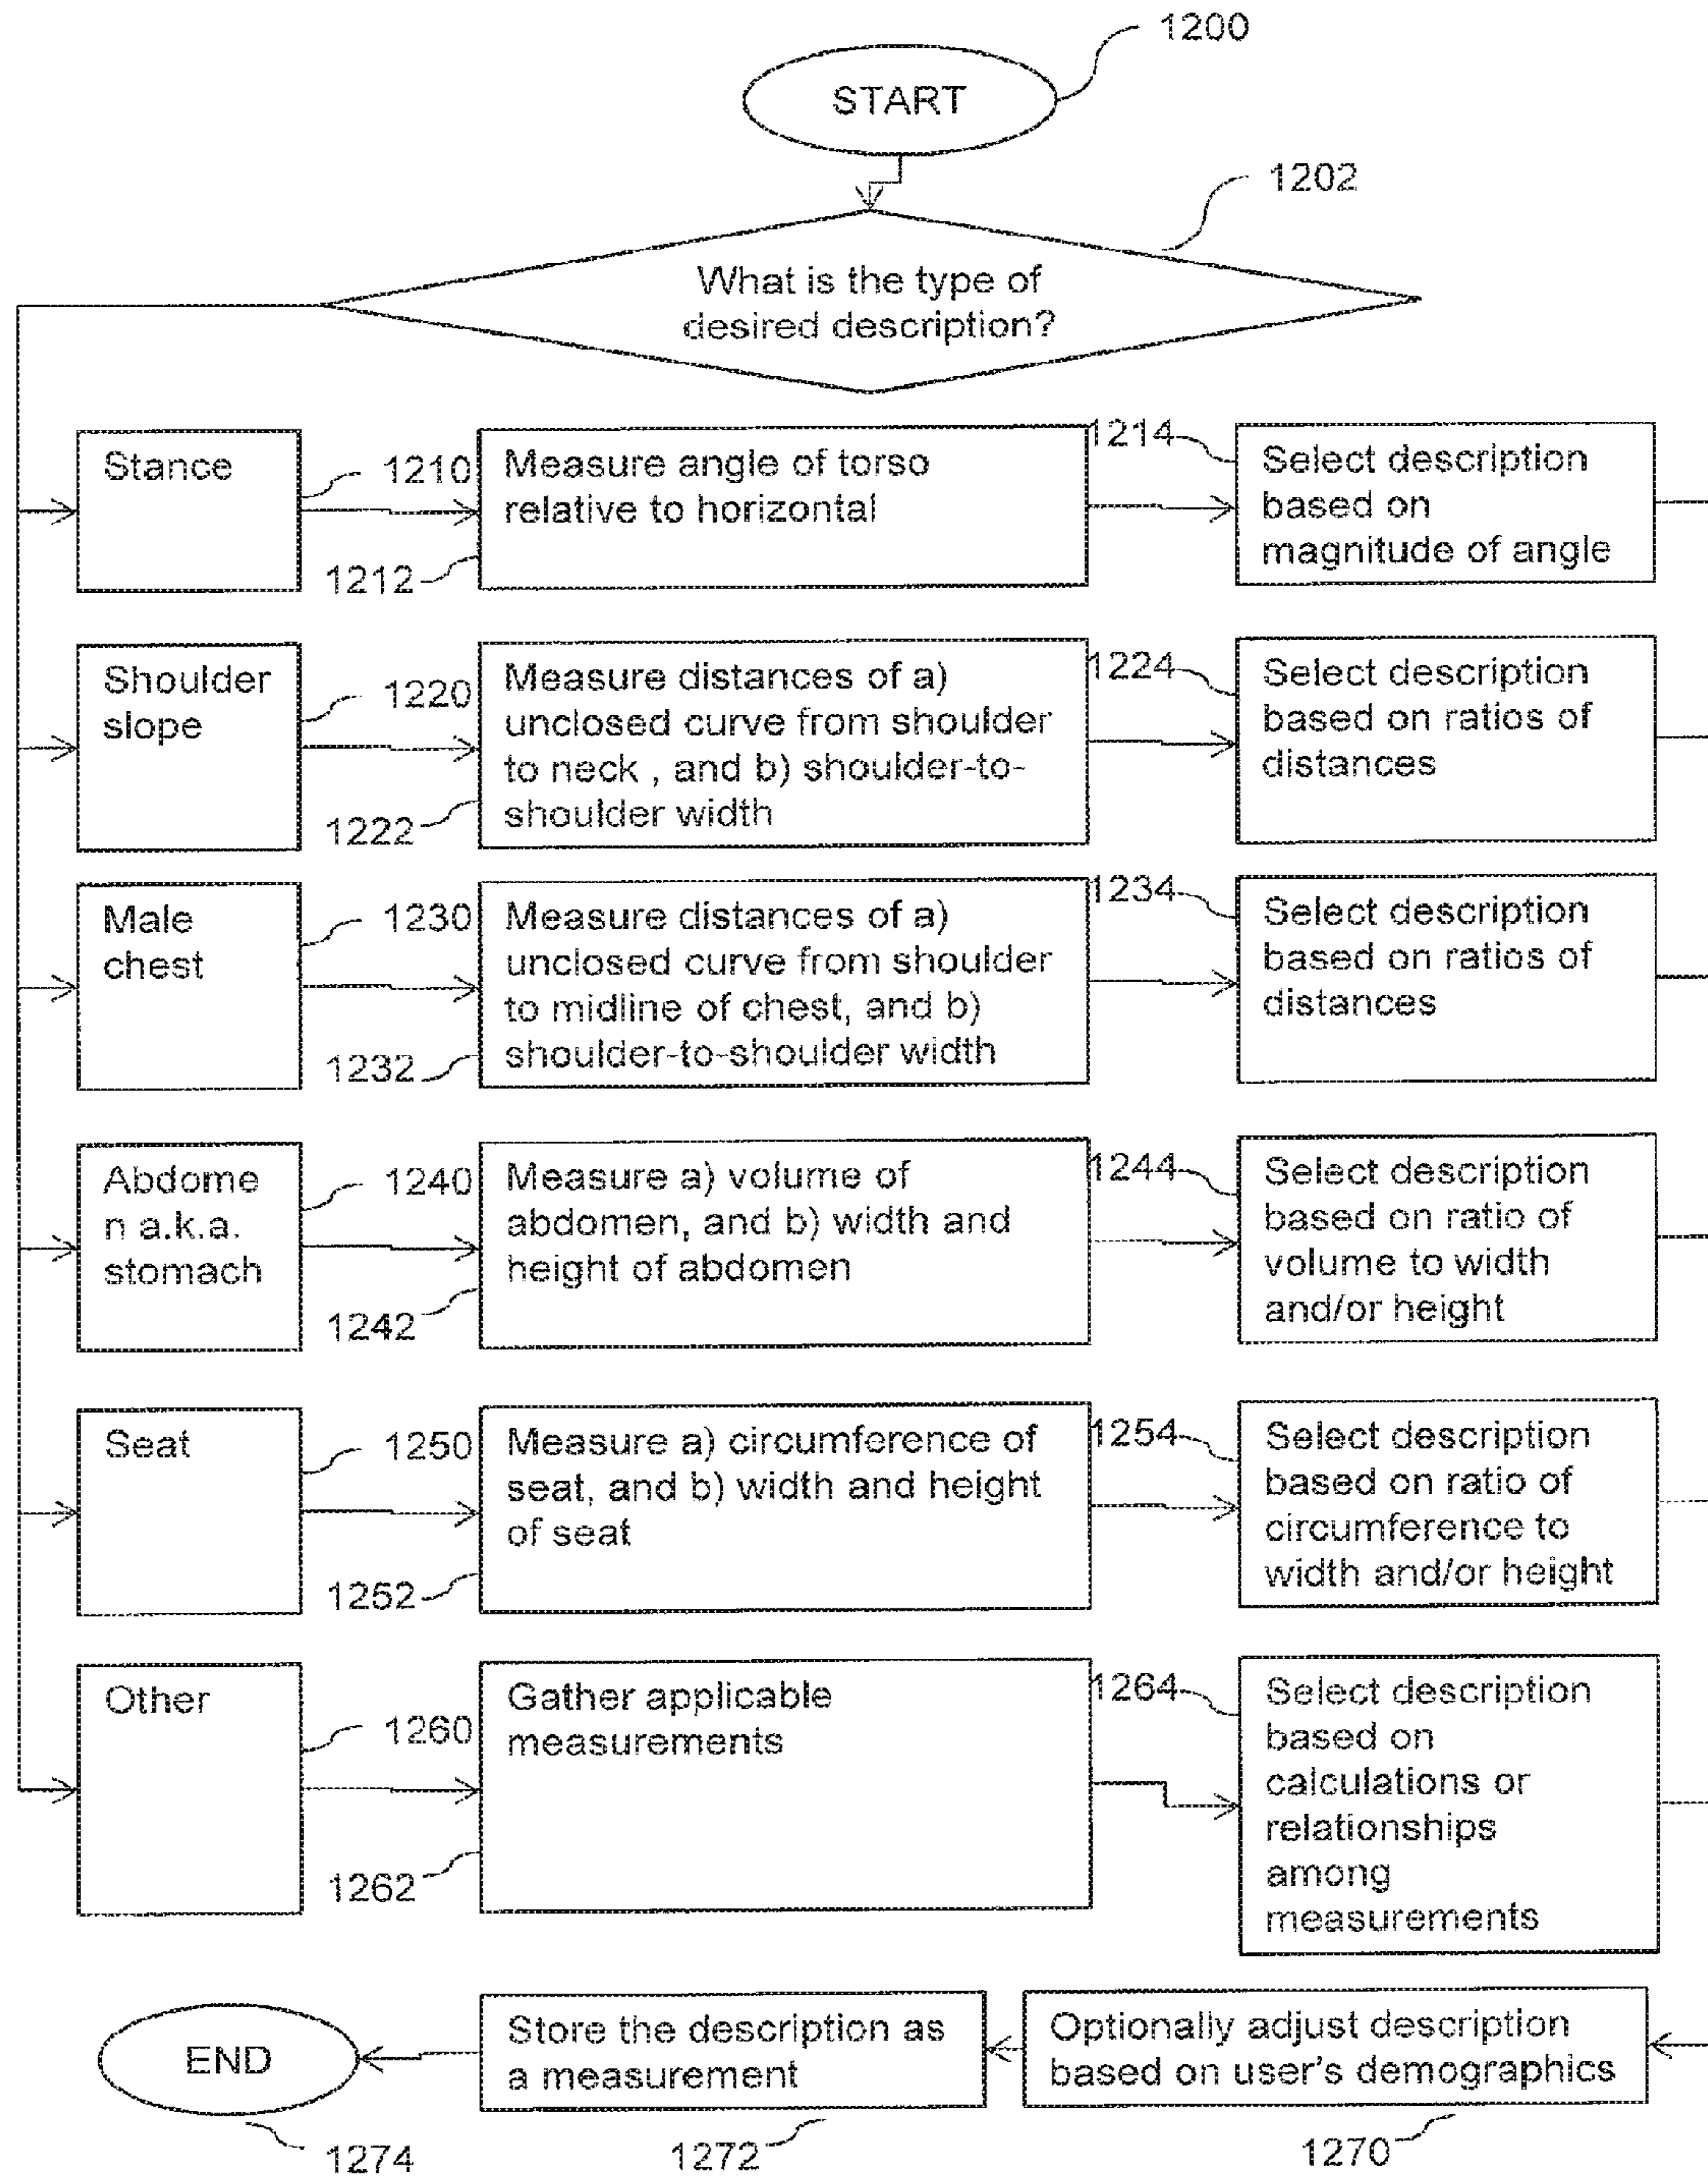 1200
START
1202
What is the type of
desired description?
Stance
1210
1212
Measure angle of torso
relative to horizontal
1214
Select description
based on
magnitude of angle
Shoulder
slope
1220
1222
Measure distances of a)
unclosed curve from shoulder
to neck , and b) shoulder-to-
shoulder width
1224
Select description
based on ratios of
distances
Male
chest
1230
1232
Measure distances of a)
unclosed curve from shoulder
to midline of chest, and b)
shoulder-to-shoulder width
1234
Select description
based on ratios of
distances
Abdome
n a.k.a.
stomach
1240
1242
Measure a) volume of
abdomen, and b) width and
height of abdomen
1244
Select description
based on ratio of
volume to width
and/or height
Seat
1250
1252
Measure a) circumference of
seat, and b) width and height
of seat
1254
Select description
based on ratio of
circumference to
width and/or height
Other
1260
1262
Gather applicable
measurements
1264
Select description
based on
calculations or
relationships
among
measurements
Optionally adjust description
based on user's demographics
1270
Store the description as
a measurement
1272
END
1274